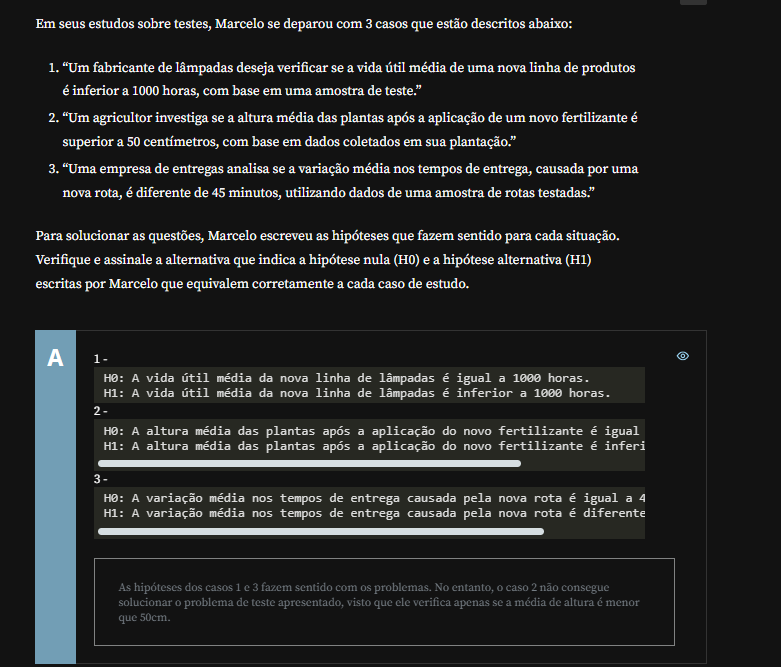 Em seus estudos sobre testes, Marcelo se deparou com 3 casos que estão descritos abaixo:
1. “Um fabricante de lâmpadas deseja verificar se a vida útil média de uma nova linha de produtos
é inferior a 1000 horas, com base em uma amostra de teste.”
2. “Um agricultor investiga se a altura média das plantas após a aplicação de um novo fertilizante é
superior a 50 centímetros, com base em dados coletados em sua plantação.”
3. “Uma empresa de entregas analisa se a variação média nos tempos de entrega, causada por uma
nova rota, é diferente de 45 minutos, utilizando dados de uma amostra de rotas testadas.”
Para solucionar as questões, Marcelo escreveu as hipóteses que fazem sentido para cada situação.
Verifique e assinale a alternativa que indica a hipótese nula (H0) e a hipótese alternativa (H1)
escritas por Marcelo que equivalem corretamente a cada caso de estudo.
A
1 -
H0: A vida útil média da nova linha de lâmpadas é igual a 1000 horas.
H1: A vida útil média da nova linha de lâmpadas é inferior a 1000 horas.
2 -
H0: A altura média das plantas após a aplicação do novo fertilizante é igual
H1: A altura média das plantas após a aplicação do novo fertilizante é inferi
3 -
H0: A variação média nos tempos de entrega causada pela nova rota é igual a 4
H1: A variação média nos tempos de entrega causada pela nova rota é diferente
As hipóteses dos casos 1 e 3 fazem sentido com os problemas. No entanto, o caso 2 não consegue
solucionar o problema de teste apresentado, visto que ele verifica apenas se a média de altura é menor
que 50cm.